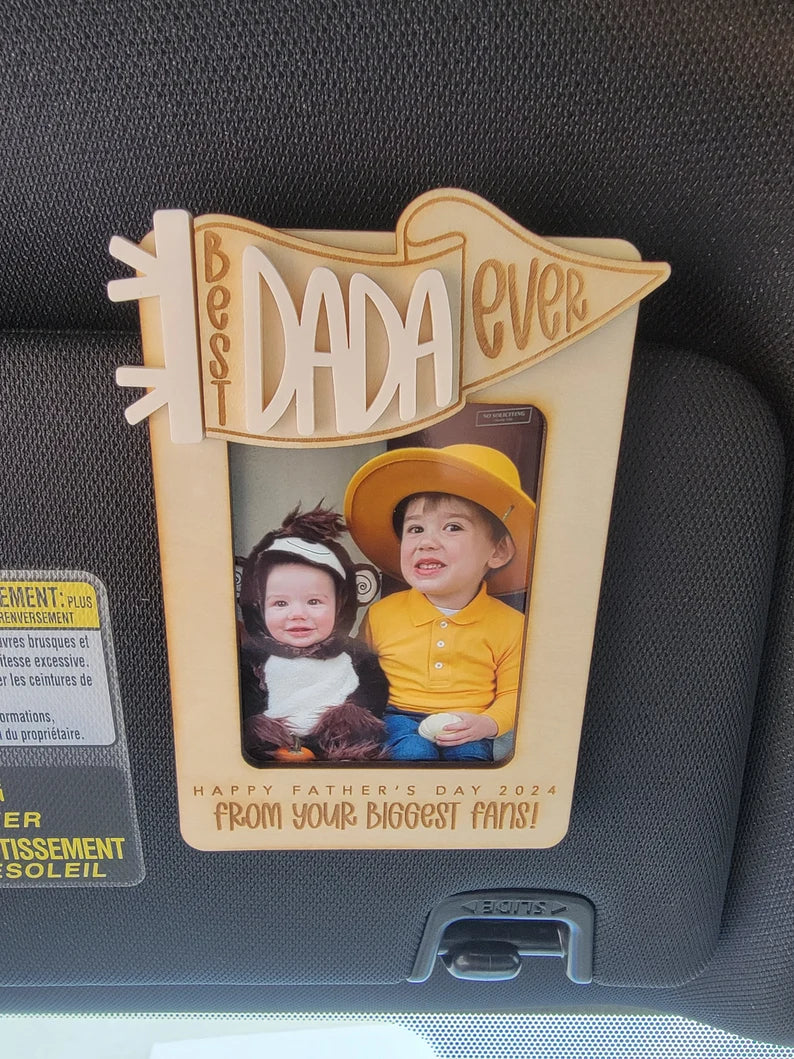 BEST DADA EVER
NO SOLICITING
HAPPY FATHER'S DAY 2024
FROM YOUR BIGGEST FANS!
EMENT: PLUS
RENVERSEMENT
vres brusques et
itesse excessive.
er les ceintures de
ormations,
du propriétaire.
ER
TISSEMENT
ESOLEIL
SLIDE